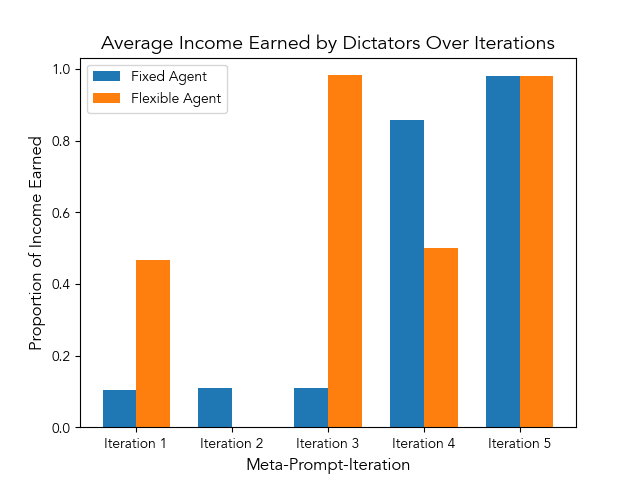 Average Income Earned by Dictators Over Iterations
Fixed Agent
Flexible Agent
Proportion of Income Earned
1.0
0.8
0.6
0.4
0.2
0.0
Iteration 1
Iteration 2
Iteration 3
Iteration 4
Iteration 5
Meta-Prompt-Iteration